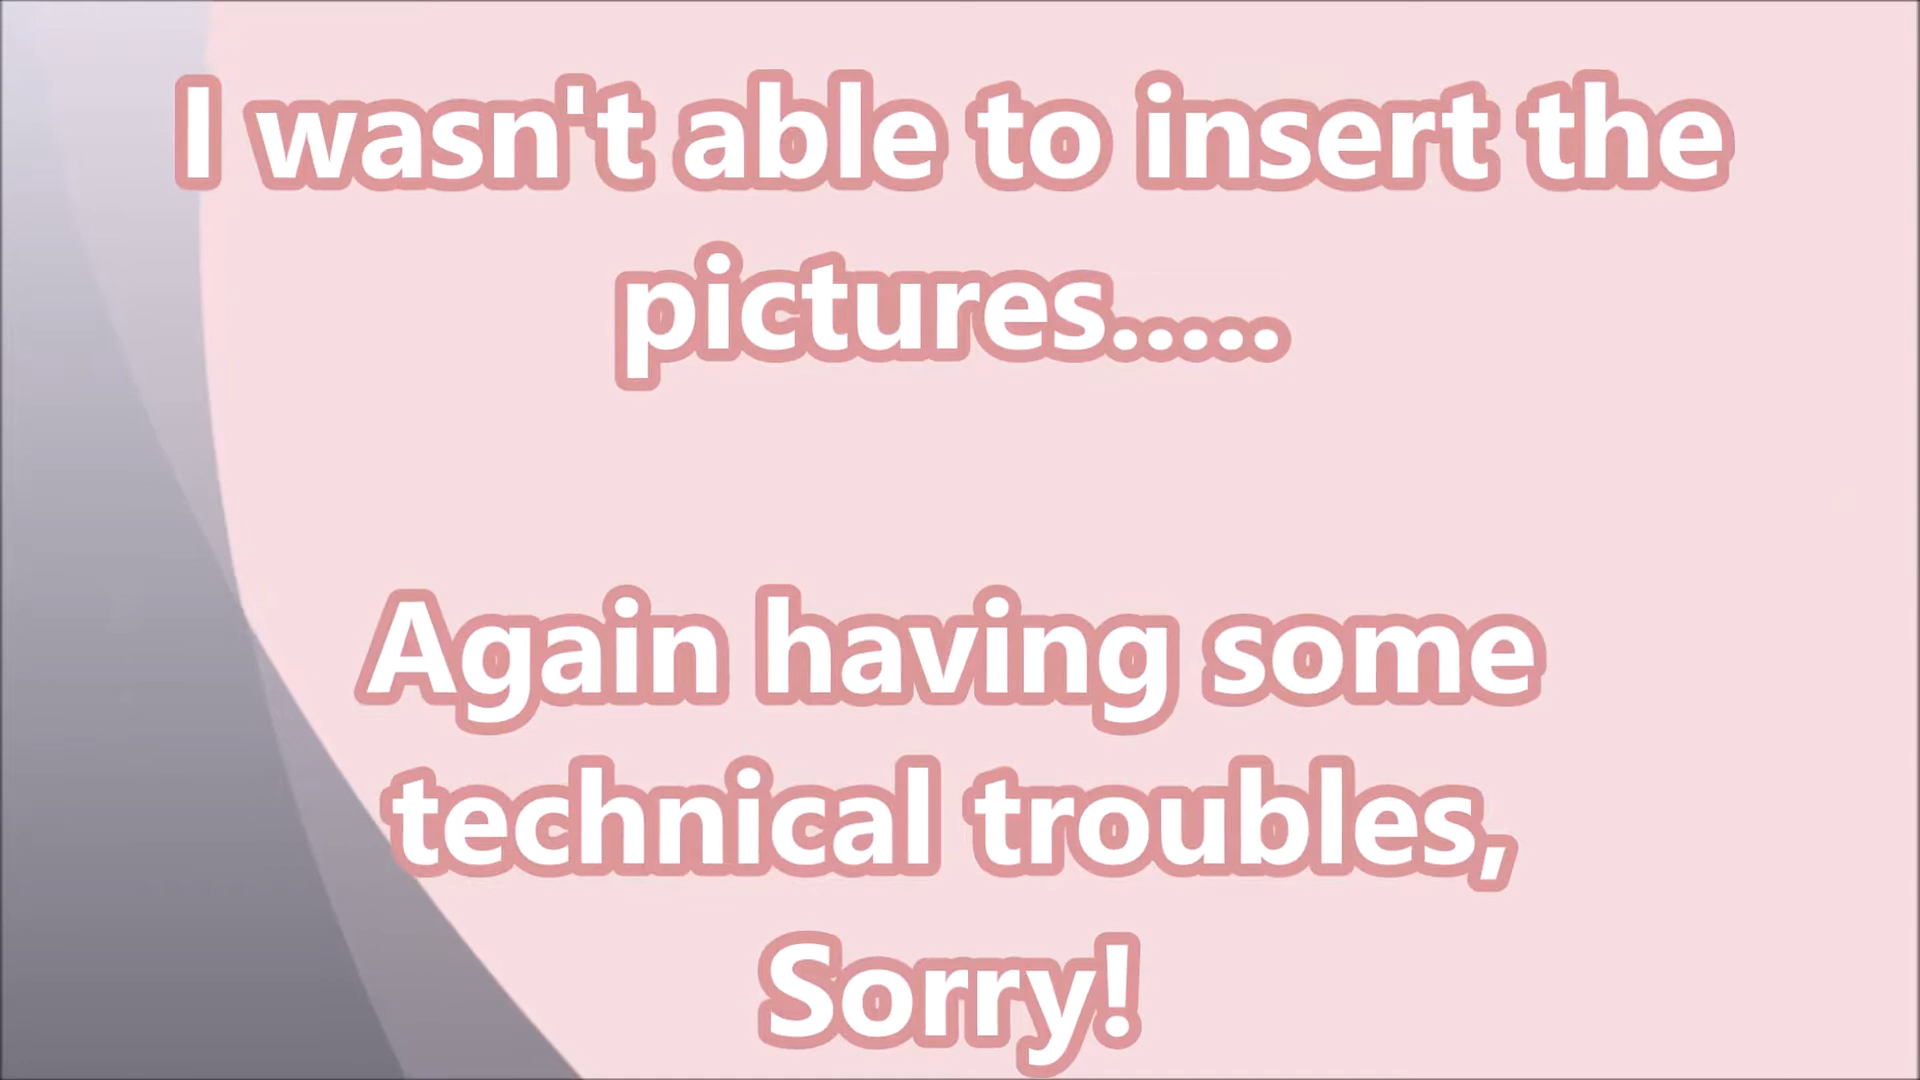 I wasn't able to insert the
pictures.....
Again having some
technical troubles,
Sorry!